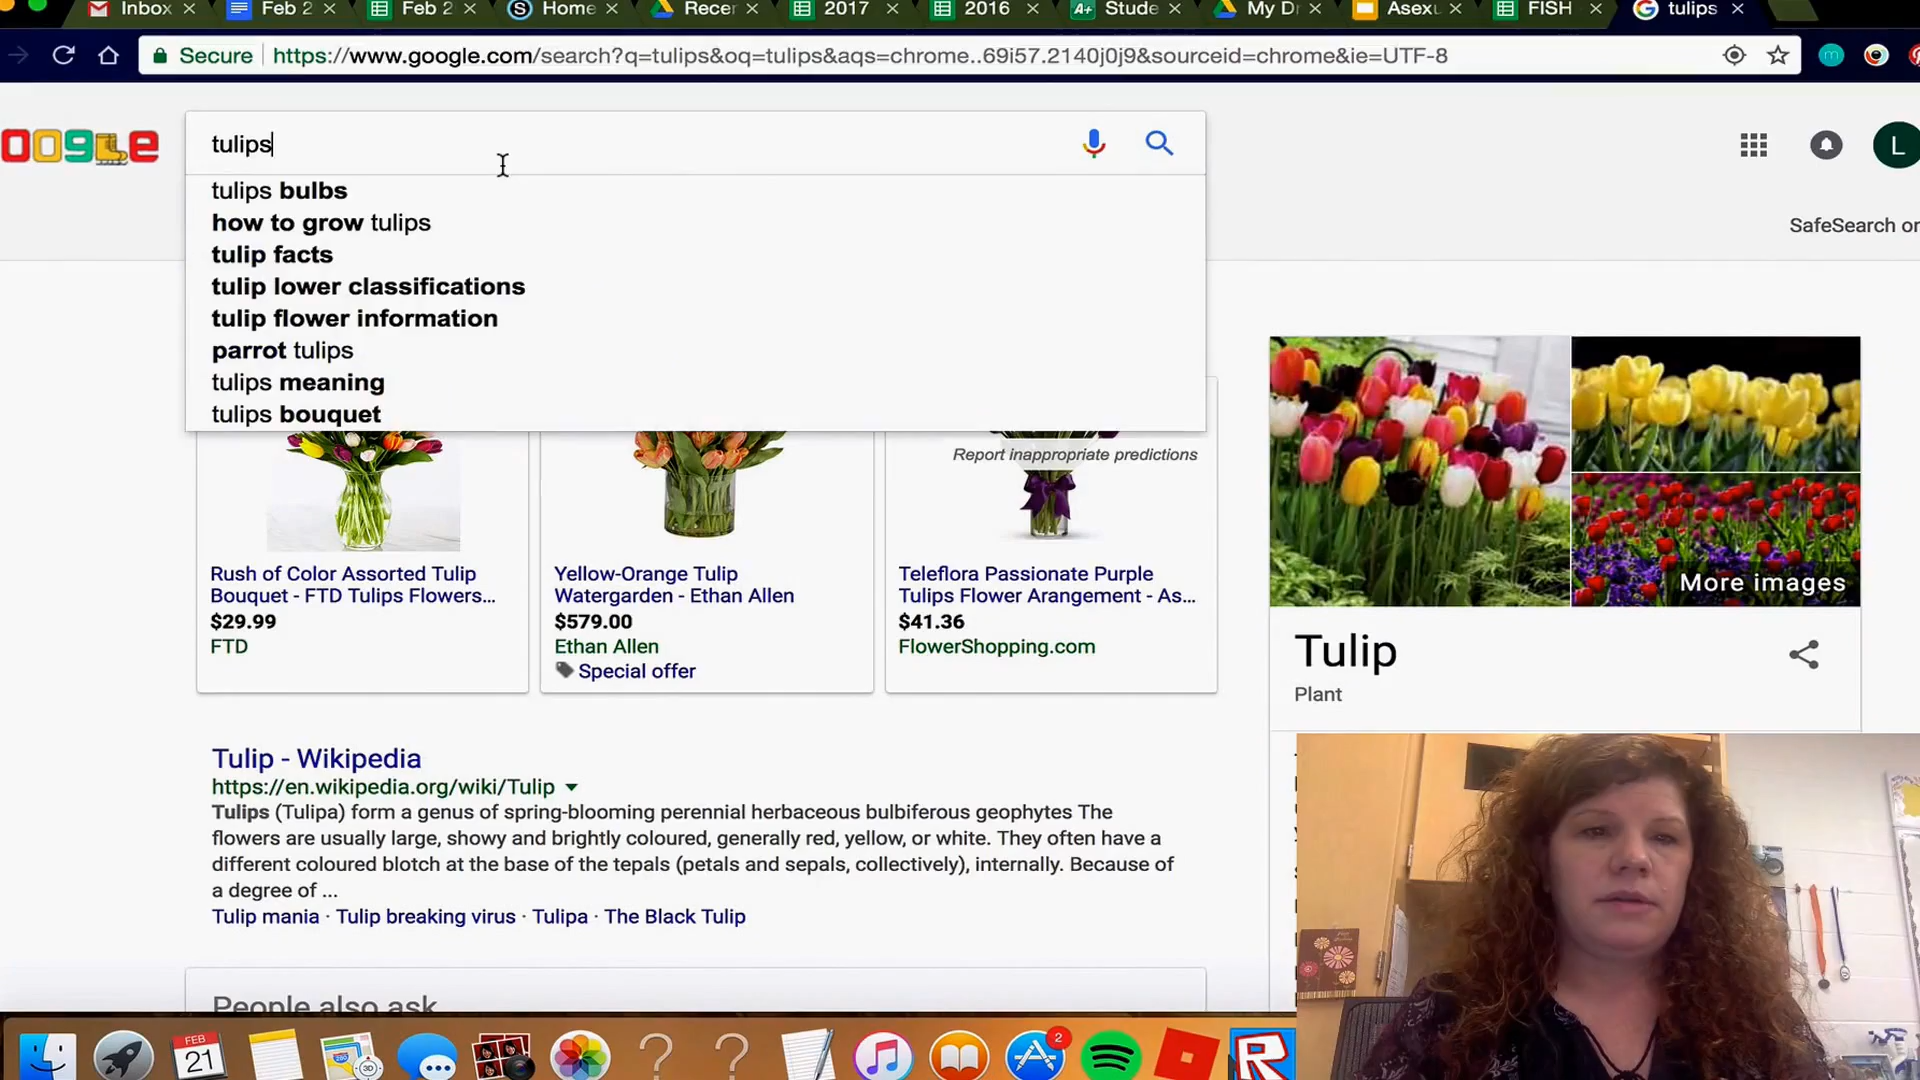 Inbox
Feb 2
Feb 2
Home
Recer
2017
2016
Stude
My D
Asexu
FISH
tulips
Secure
https://www.google.com/search?q=tulips&oq=tulips&aqs=chrome..69i57.2140j0j9&sourceid=chrome&ie=UTF-8
oogle
tulips
L
SafeSearch or
tulips bulbs
how to grow tulips
tulip facts
tulip lower classifications
tulip flower information
parrot tulips
tulips meaning
tulips bouquet
Report inappropriate predictions
Rush of Color Assorted Tulip
Bouquet - FTD Tulips Flowers...
$29.99
FTD
Yellow-Orange Tulip
Watergarden - Ethan Allen
$579.00
Ethan Allen
Special offer
Teleflora Passionate Purple
Tulips Flower Arangement - As...
$41.36
FlowerShopping.com
More images
Tulip
Plant
Tulip - Wikipedia
https://en.wikipedia.org/wiki/Tulip
Tulips (Tulipa) form a genus of spring-blooming perennial herbaceous bulbiferous geophytes The
flowers are usually large, showy and brightly coloured, generally red, yellow, or white. They often have a
different coloured blotch at the base of the tepals (petals and sepals, collectively), internally. Because of
a degree of ...
Tulip mania · Tulip breaking virus · Tulipa · The Black Tulip
People also ask
FEB
21
2